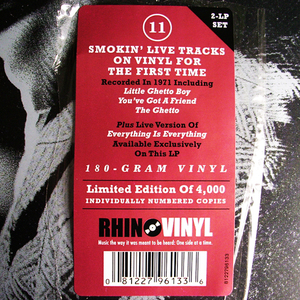 11
2-LP
SET
SMOKIN' LIVE TRACKS
ON VINYL FOR
THE FIRST TIME
Recorded In 1971 Including
Little Ghetto Boy
You've Got A Friend
The Ghetto
Plus Live Version Of
Everything Is Everything
Available Exclusively
On This LP
180-GRAM VINYL
Limited Edition Of 4,000
INDIVIDUALLY NUMBERED COPIES
RHINO VINYL
Music the way it was meant to be heard: One side at a time.
0 81227 96133 6
8122796133